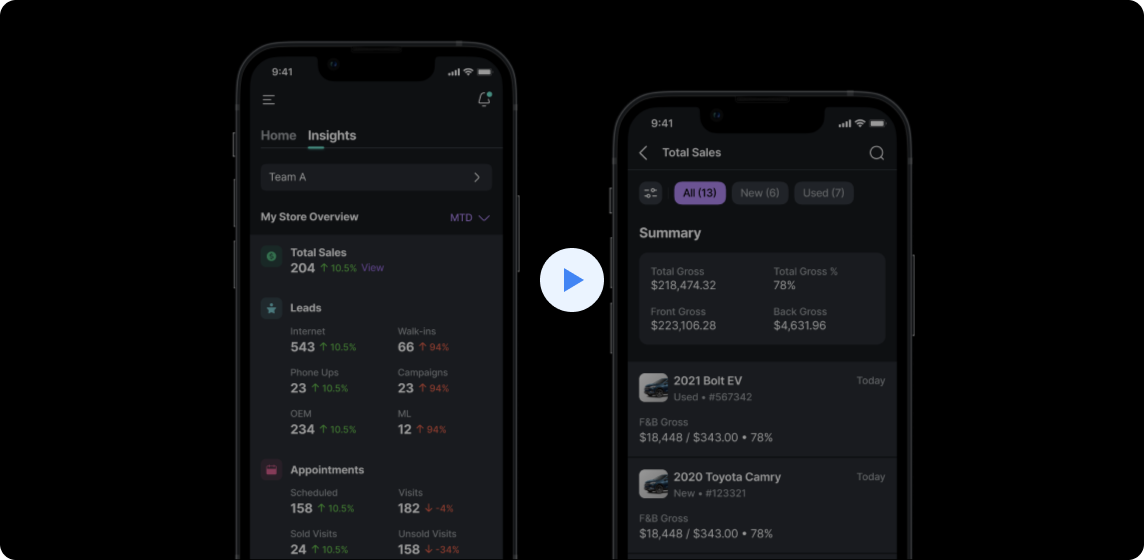 9:41
Home Insights
Team A
My Store Overview MTD
Total Sales
204 ↑ 10.5% View
Leads
Internet Walk-ins
543 ↑ 10.5% 66 ↑ 94%
Phone Ups Campaigns
23 ↑ 10.5% 23 ↑ 94%
OEM ML
234 ↑ 10.5% 12 ↑ 94%
Appointments
Scheduled Visits
158 ↑ 10.5% 182 ↓ -4%
Sold Visits Unsold Visits
24 ↑ 10.5% 158 ↓ -34%
9:41
Total Sales
All (13) New (6) Used (7)
Summary
Total Gross Total Gross %
$218,474.32 78%
Front Gross Back Gross
$223,106.28 $4,631.96
2021 Bolt EV Today
Used • #567342
F&B Gross
$18,448 / $343.00 • 78%
2020 Toyota Camry Today
New • #123321
F&B Gross
$18,448 / $343.00 • 78%